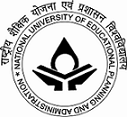 राष्ट्रीय शैक्षिक योजना एवं प्रशासन विश्वविद्यालय
NATIONAL UNIVERSITY OF EDUCATIONAL PLANNING AND ADMINISTRATION